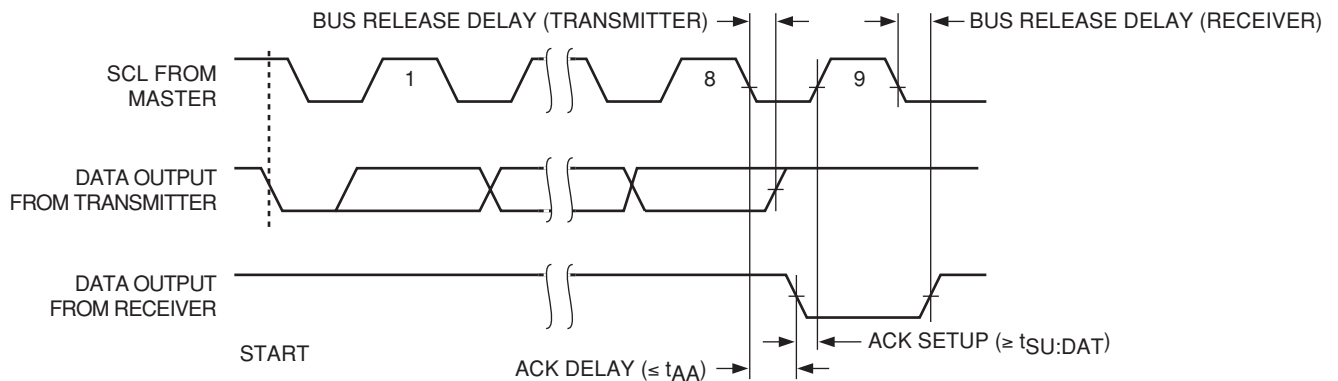 BUS RELEASE DELAY (TRANSMITTER)
BUS RELEASE DELAY (RECEIVER)
SCL FROM
MASTER
1
8
9
DATA OUTPUT
FROM TRANSMITTER
DATA OUTPUT
FROM RECEIVER
START
ACK SETUP (≥ tSU:DAT)
ACK DELAY (≤ tAA)